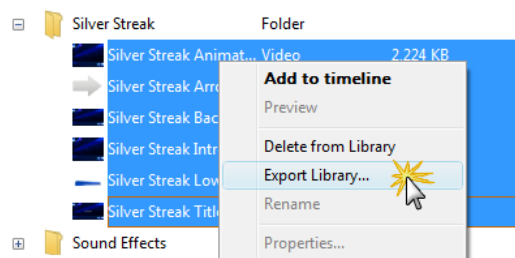 Silver Streak Folder
Silver Streak Animat... Video 2.224 KB
Add to timeline
Silver Streak Arro
Preview
Silver Streak Bac
Delete from Library
Silver Streak Intr
Export Library...
Silver Streak Low
Rename
Silver Streak Title
Sound Effects Properties...